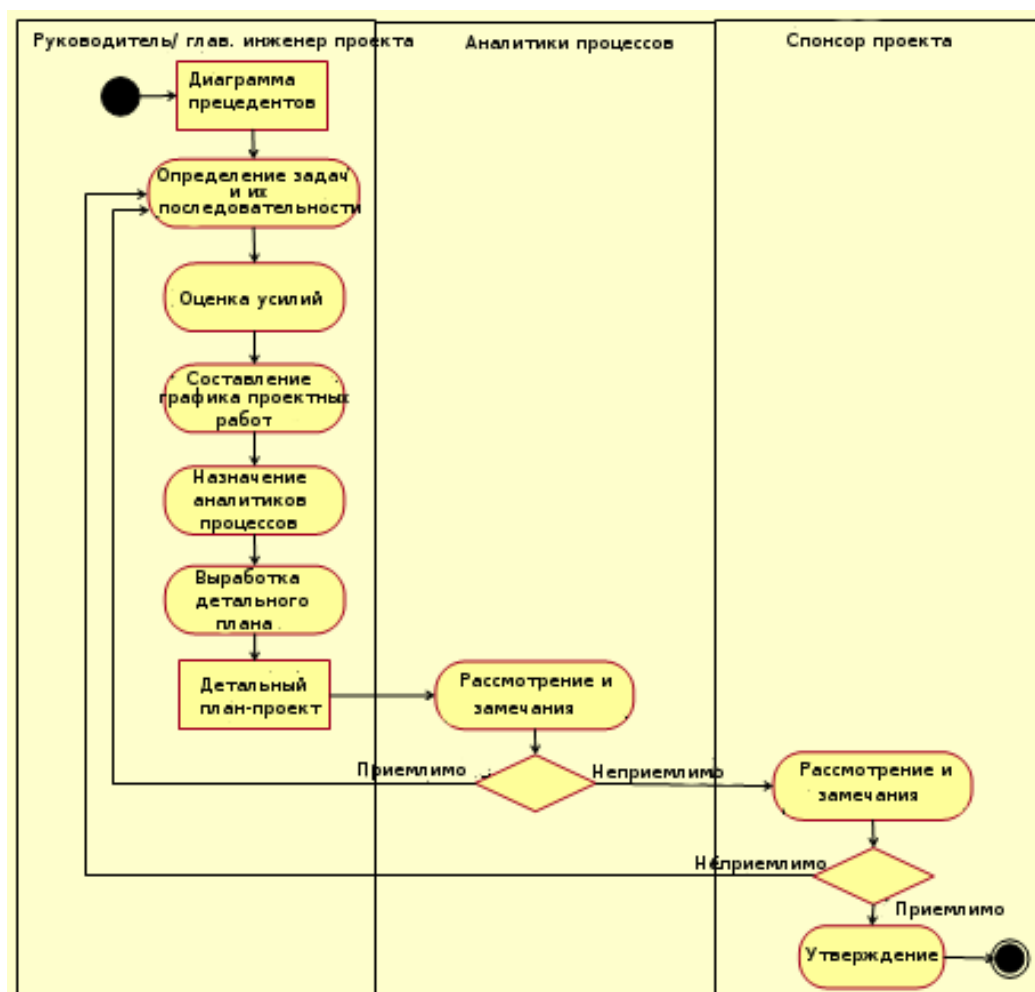 Руководитель/ глав. инженер проекта
Аналитики процессов
Спонсор проекта
Диаграмма
прецедентов
Определение задач
и их
последовательности
Оценка усилий
Составление
графика проектных
работ
Назначение
аналитиков
процессов
Выработка
детального
плана
Детальный
план-проект
Рассмотрение и
замечания
Приемлимо
Неприемлимо
Рассмотрение и
замечания
Неприемлимо
Приемлимо
Утверждение